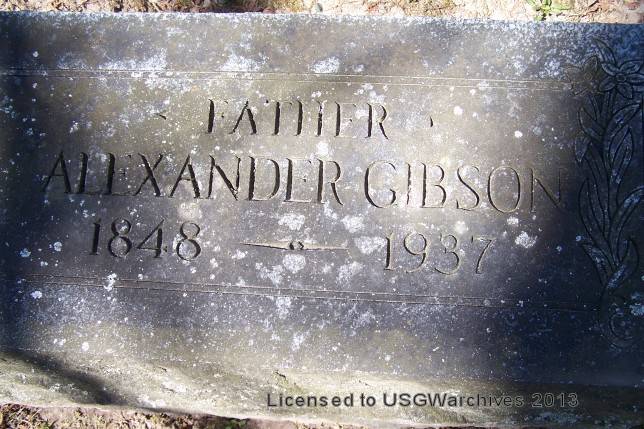 FATHER
ALEXANDER GIBSON
1848 — 1937
Licensed to USGWarchives 2013